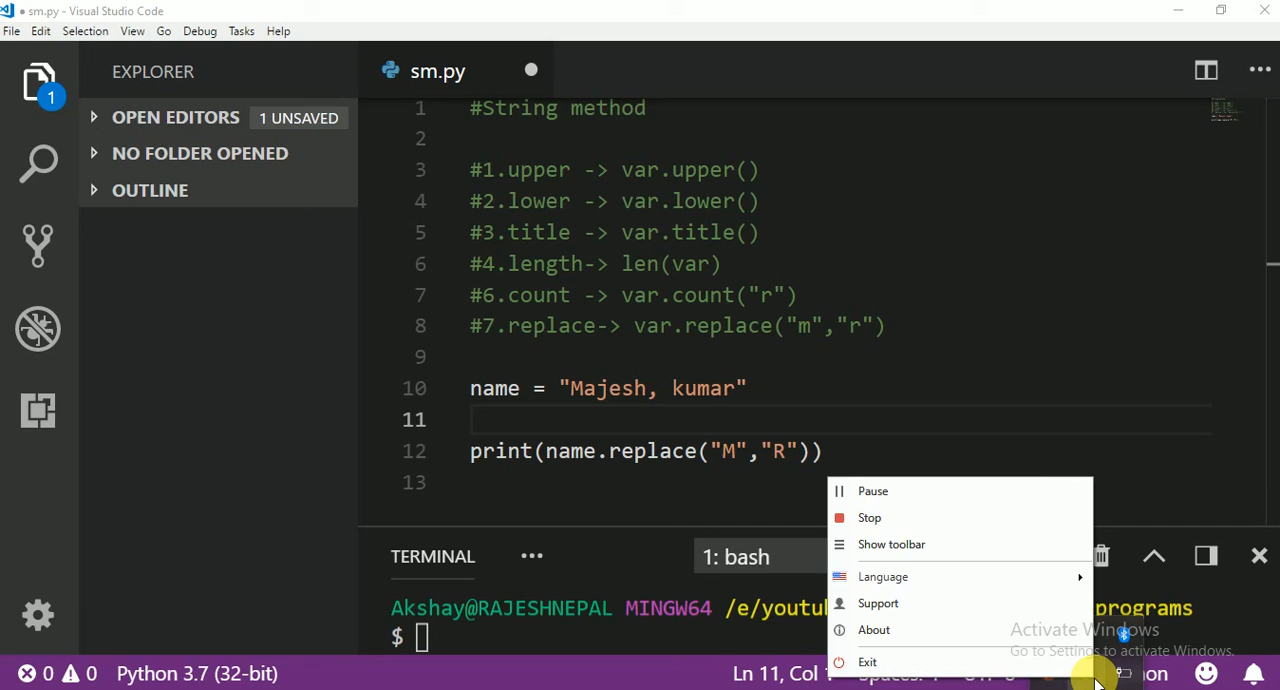 sm.py - Visual Studio Code
File Edit Selection View Go Debug Tasks Help
EXPLORER
1
OPEN EDITORS 1 UNSAVED
NO FOLDER OPENED
OUTLINE
sm.py
1 #String method
2
3 #1.upper -> var.upper()
4 #2.lower -> var.lower()
5 #3.title -> var.title()
6 #4.length-> len(var)
7 #6.count -> var.count("r")
8 #7.replace-> var.replace("m","r")
9
10 name = "Majesh, kumar"
11
12 print(name.replace("M","R"))
13
TERMINAL 1: bash
Akshay@RAJESHNEPAL MINGW64 programs
$
Pause
Stop
Show toolbar
Language
Support
About
Exit
Activate Windows
Go to Settings to activate Windows.
0 0 Python 3.7 (32-bit) Ln 11,